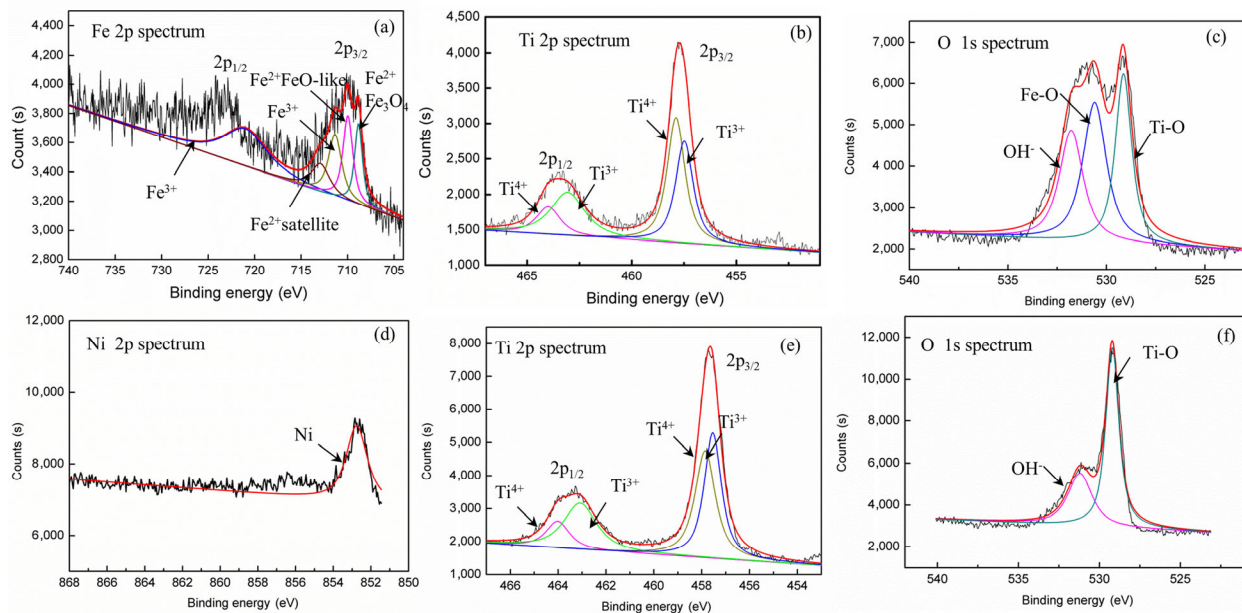 (a)
Fe 2p spectrum
2p3/2
2p1/2
Fe2+FeO-like
Fe2+
Fe3O4
Fe3+
Fe3+
Fe2+satellite
4,400
4,200
4,000
3,800
3,600
3,400
3,200
3,000
2,800
740 735 730 725 720 715 710 704
Count (s)
Binding energy (eV)
(b)
Ti 2p spectrum
2p3/2
Ti4+
Ti3+
2p1/2
Ti4+
Ti3+
4,500
4,000
3,500
3,000
2,500
2,000
1,500
1,000
465 460 455
Count (s)
Binding energy (eV)
(c)
O 1s spectrum
Fe-O
Ti-O
OH-
7,000
6,000
5,000
4,000
3,000
2,000
540 535 530 525
Counts (s)
Binding energy (eV)
(d)
Ni 2p spectrum
Ni
12,000
10,000
8,000
6,000
868 866 864 862 860 858 856 854 852 850
Counts (s)
Binding energy (eV)
(e)
Ti 2p spectrum
2p3/2
Ti4+
Ti3+
2p1/2
Ti4+
Ti3+
8,000
7,000
6,000
5,000
4,000
3,000
2,000
1,000
466 464 462 460 458 456 454
Counts (s)
Binding energy (eV)
(f)
O 1s spectrum
Ti-O
OH-
12,000
10,000
8,000
6,000
4,000
2,000
540 535 530 525
Counts (s)
Binding energy (eV)